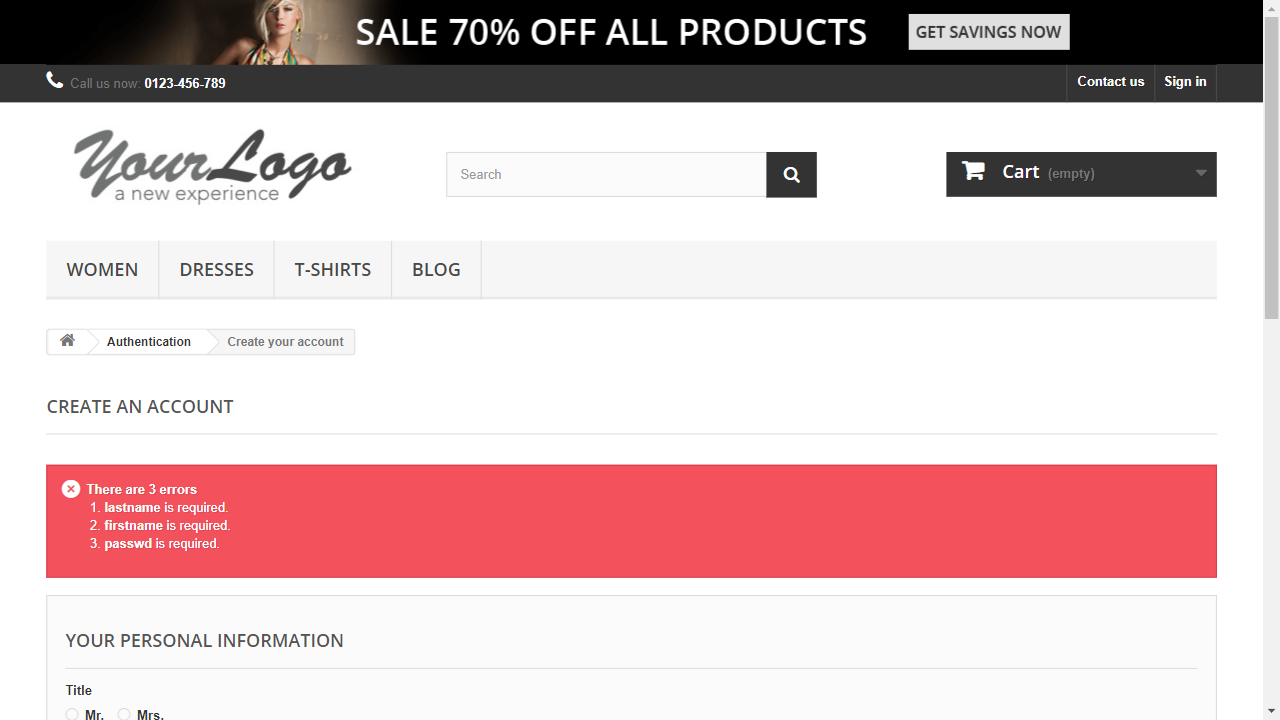 SALE 70% OFF ALL PRODUCTS GET SAVINGS NOW
Call us now: 0123-456-789 Contact us Sign in
YourLogo
a new experience
Search
Cart (empty)
WOMEN DRESSES T-SHIRTS BLOG
Authentication Create your account
CREATE AN ACCOUNT
There are 3 errors
1. lastname is required.
2. firstname is required.
3. passwd is required.
YOUR PERSONAL INFORMATION
Title
Mr. Mrs.